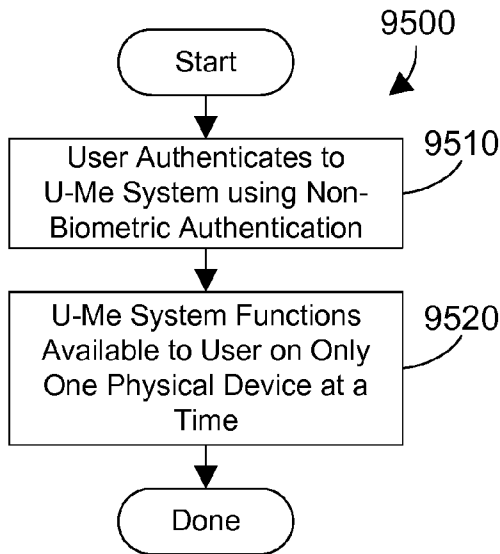 9500
Start
User Authenticates to
U-Me System using Non-
Biometric Authentication
9510
U-Me System Functions
Available to User on Only
One Physical Device at a
Time
9520
Done